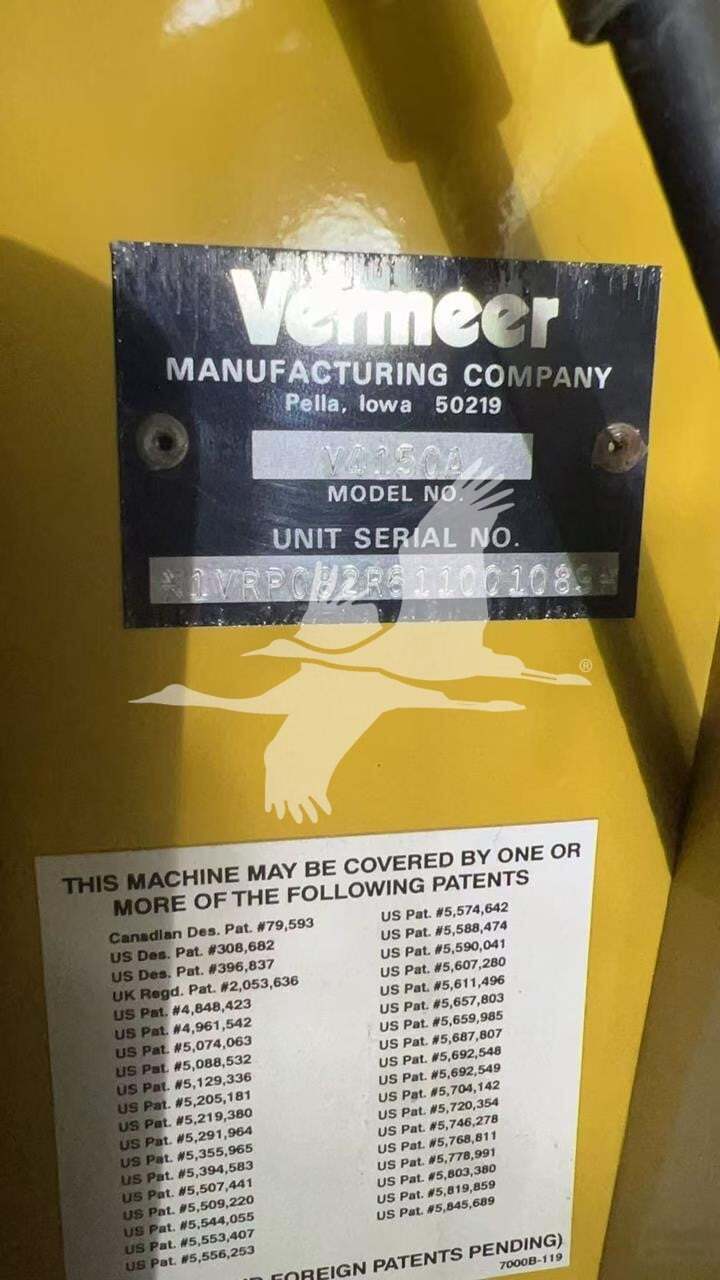 Vermeer
MANUFACTURING COMPANY
Pella, Iowa 50219
V4150A
MODEL NO.
UNIT SERIAL NO.
®
THIS MACHINE MAY BE COVERED BY ONE OR
MORE OF THE FOLLOWING PATENTS
Canadian Des. Pat. #79,593
US Des. Pat. #308,682
US Des. Pat. #396,837
UK Regd. Pat. #2,053,636
US Pat. #4,848,423
US Pat. #4,961,542
US Pat. #5,074,063
US Pat. #5,088,532
US Pat. #5,129,336
US Pat. #5,205,181
US Pat. #5,219,380
US Pat. #5,291,964
US Pat. #5,355,965
US Pat. #5,394,583
US Pat. #5,507,441
US Pat. #5,509,220
US Pat. #5,544,055
US Pat. #5,553,407
US Pat. #5,556,253
US Pat. #5,574,642
US Pat. #5,588,474
US Pat. #5,590,041
US Pat. #5,607,280
US Pat. #5,611,496
US Pat. #5,657,803
US Pat. #5,659,985
US Pat. #5,687,807
US Pat. #5,692,548
US Pat. #5,692,549
US Pat. #5,704,142
US Pat. #5,720,354
US Pat. #5,746,278
US Pat. #5,768,811
US Pat. #5,778,991
US Pat. #5,803,380
US Pat. #5,819,859
US Pat. #5,845,689
FOREIGN PATENTS PENDING)
7000B-119